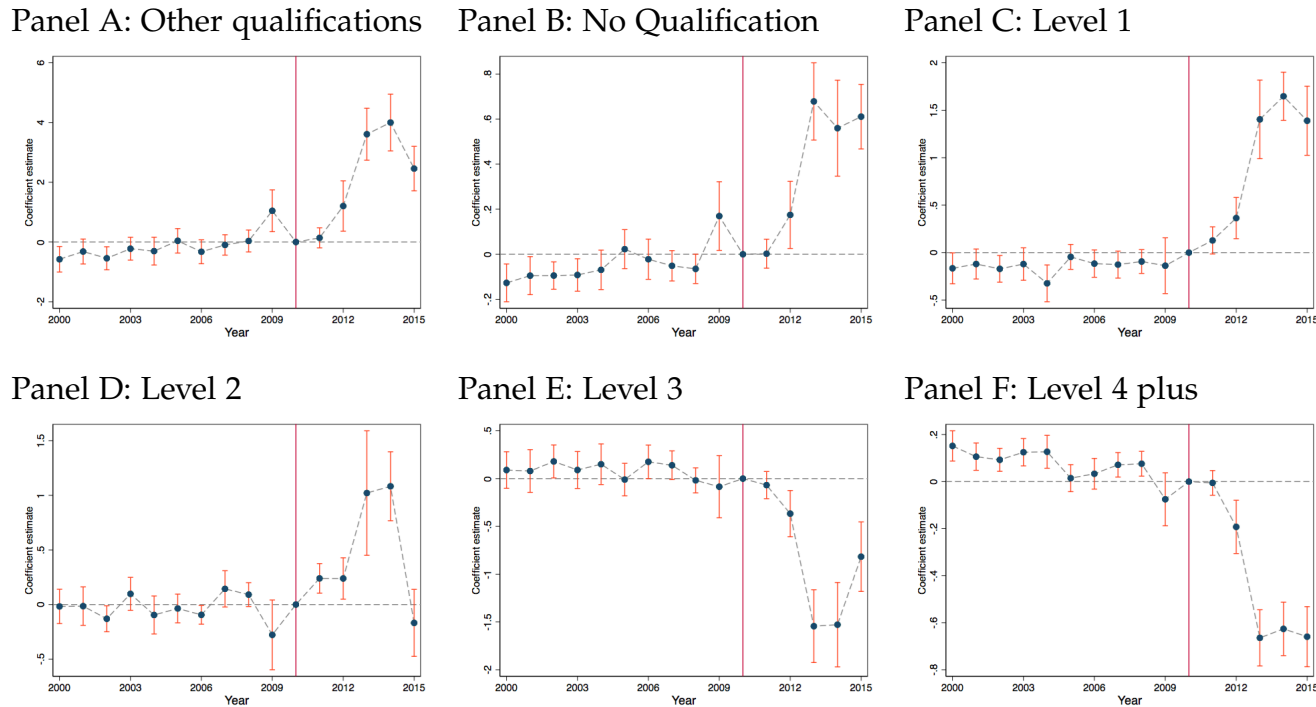 Panel A: Other qualifications
Coefficient estimate
6
4
2
0
-2
2000 2003 2006 2009 2012 2015
Year
Panel B: No Qualification
Coefficient estimate
.8
.6
.4
.2
0
-.2
2000 2003 2006 2009 2012 2015
Year
Panel C: Level 1
Coefficient estimate
2
1.5
1
.5
0
-.5
2000 2003 2006 2009 2012 2015
Year
Panel D: Level 2
Coefficient estimate
1.5
1
.5
0
-.5
2000 2003 2006 2009 2012 2015
Year
Panel E: Level 3
Coefficient estimate
0.5
0
-.5
-1
-1.5
-2
2000 2003 2006 2009 2012 2015
Year
Panel F: Level 4 plus
Coefficient estimate
.2
0
-.2
-.4
-.6
-.8
2000 2003 2006 2009 2012 2015
Year